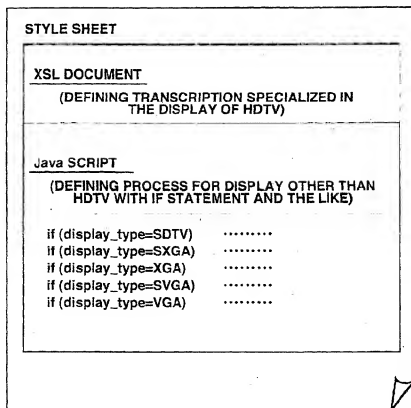 STYLE SHEET
XSL DOCUMENT
(DEFINING TRANSCRIPTION SPECIALIZED IN
THE DISPLAY OF HDTV)
Java SCRIPT
(DEFINING PROCESS FOR DISPLAY OTHER THAN
HDTV WITH IF STATEMENT AND THE LIKE)
if (display_type=SDTV) .........
if (display_type=SXGA) .........
if (display_type=XGA) .........
if (display_type=SVGA) .........
if (display_type=VGA) .........